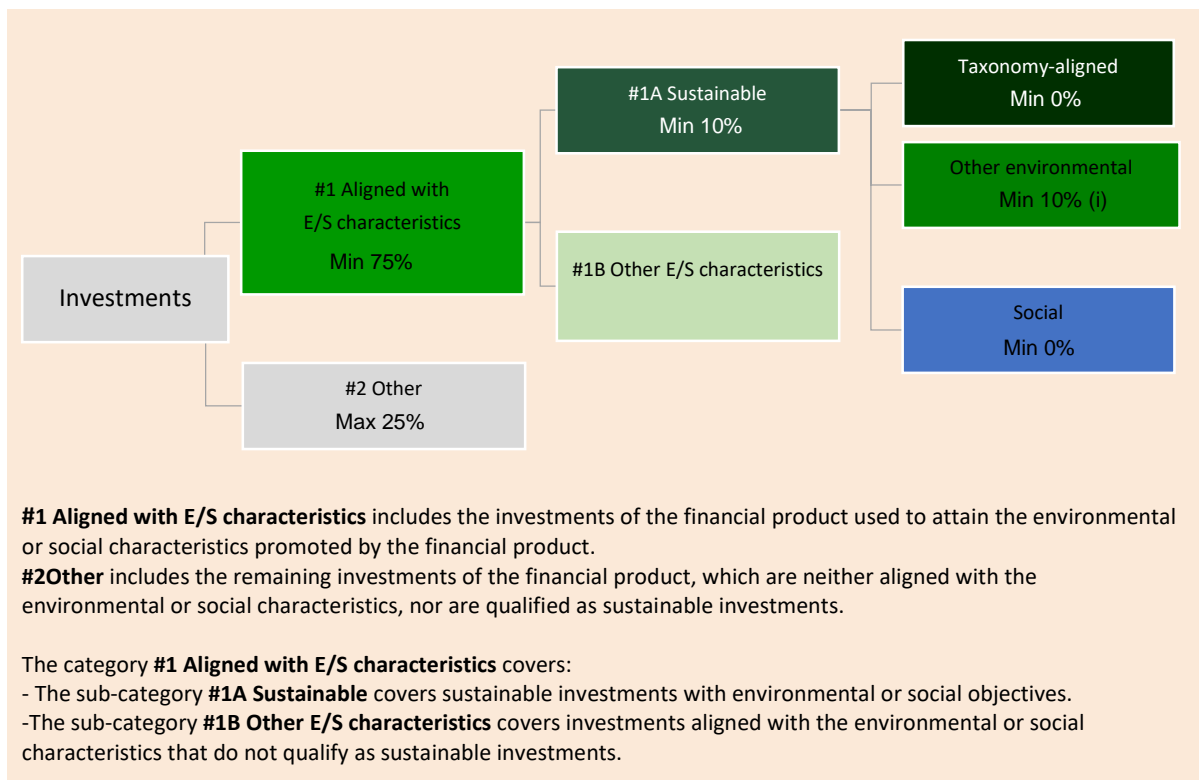 Investments
#1 Aligned with
E/S characteristics
Min 75%
#2 Other
Max 25%
#1A Sustainable
Min 10%
#1B Other E/S characteristics
Taxonomy-aligned
Min 0%
Other environmental
Min 10% (i)
Social
Min 0%
#1 Aligned with E/S characteristics includes the investments of the financial product used to attain the environmental
or social characteristics promoted by the financial product.
#2Other includes the remaining investments of the financial product, which are neither aligned with the
environmental or social characteristics, nor are qualified as sustainable investments.
The category #1 Aligned with E/S characteristics covers:
- The sub-category #1A Sustainable covers sustainable investments with environmental or social objectives.
-The sub-category #1B Other E/S characteristics covers investments aligned with the environmental or social
characteristics that do not qualify as sustainable investments.